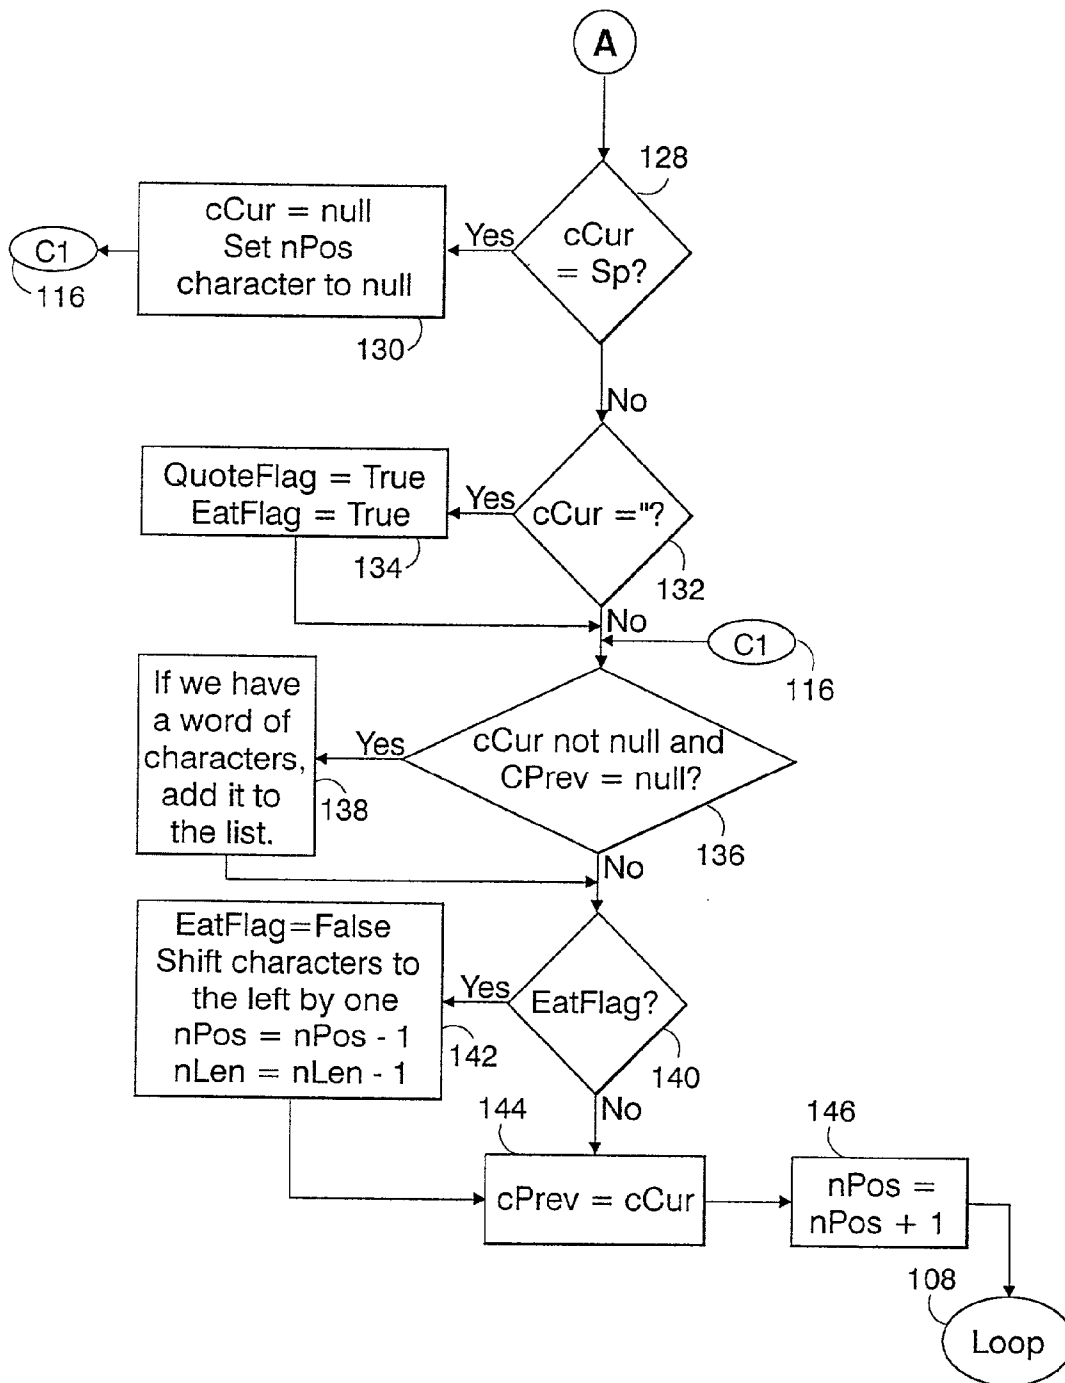 A
128
cCur
= Sp?
Yes
cCur = null
Set nPos
character to null
130
C1
116
No
cCur ="?
132
Yes
QuoteFlag = True
EatFlag = True
134
No
C1
116
cCur not null and
CPrev = null?
136
Yes
If we have
a word of
characters,
add it to
the list.
138
No
EatFlag?
140
Yes
EatFlag=False
Shift characters to
the left by one
nPos = nPos - 1
nLen = nLen - 1
142
No
144
cPrev = cCur
146
nPos =
nPos + 1
108
Loop